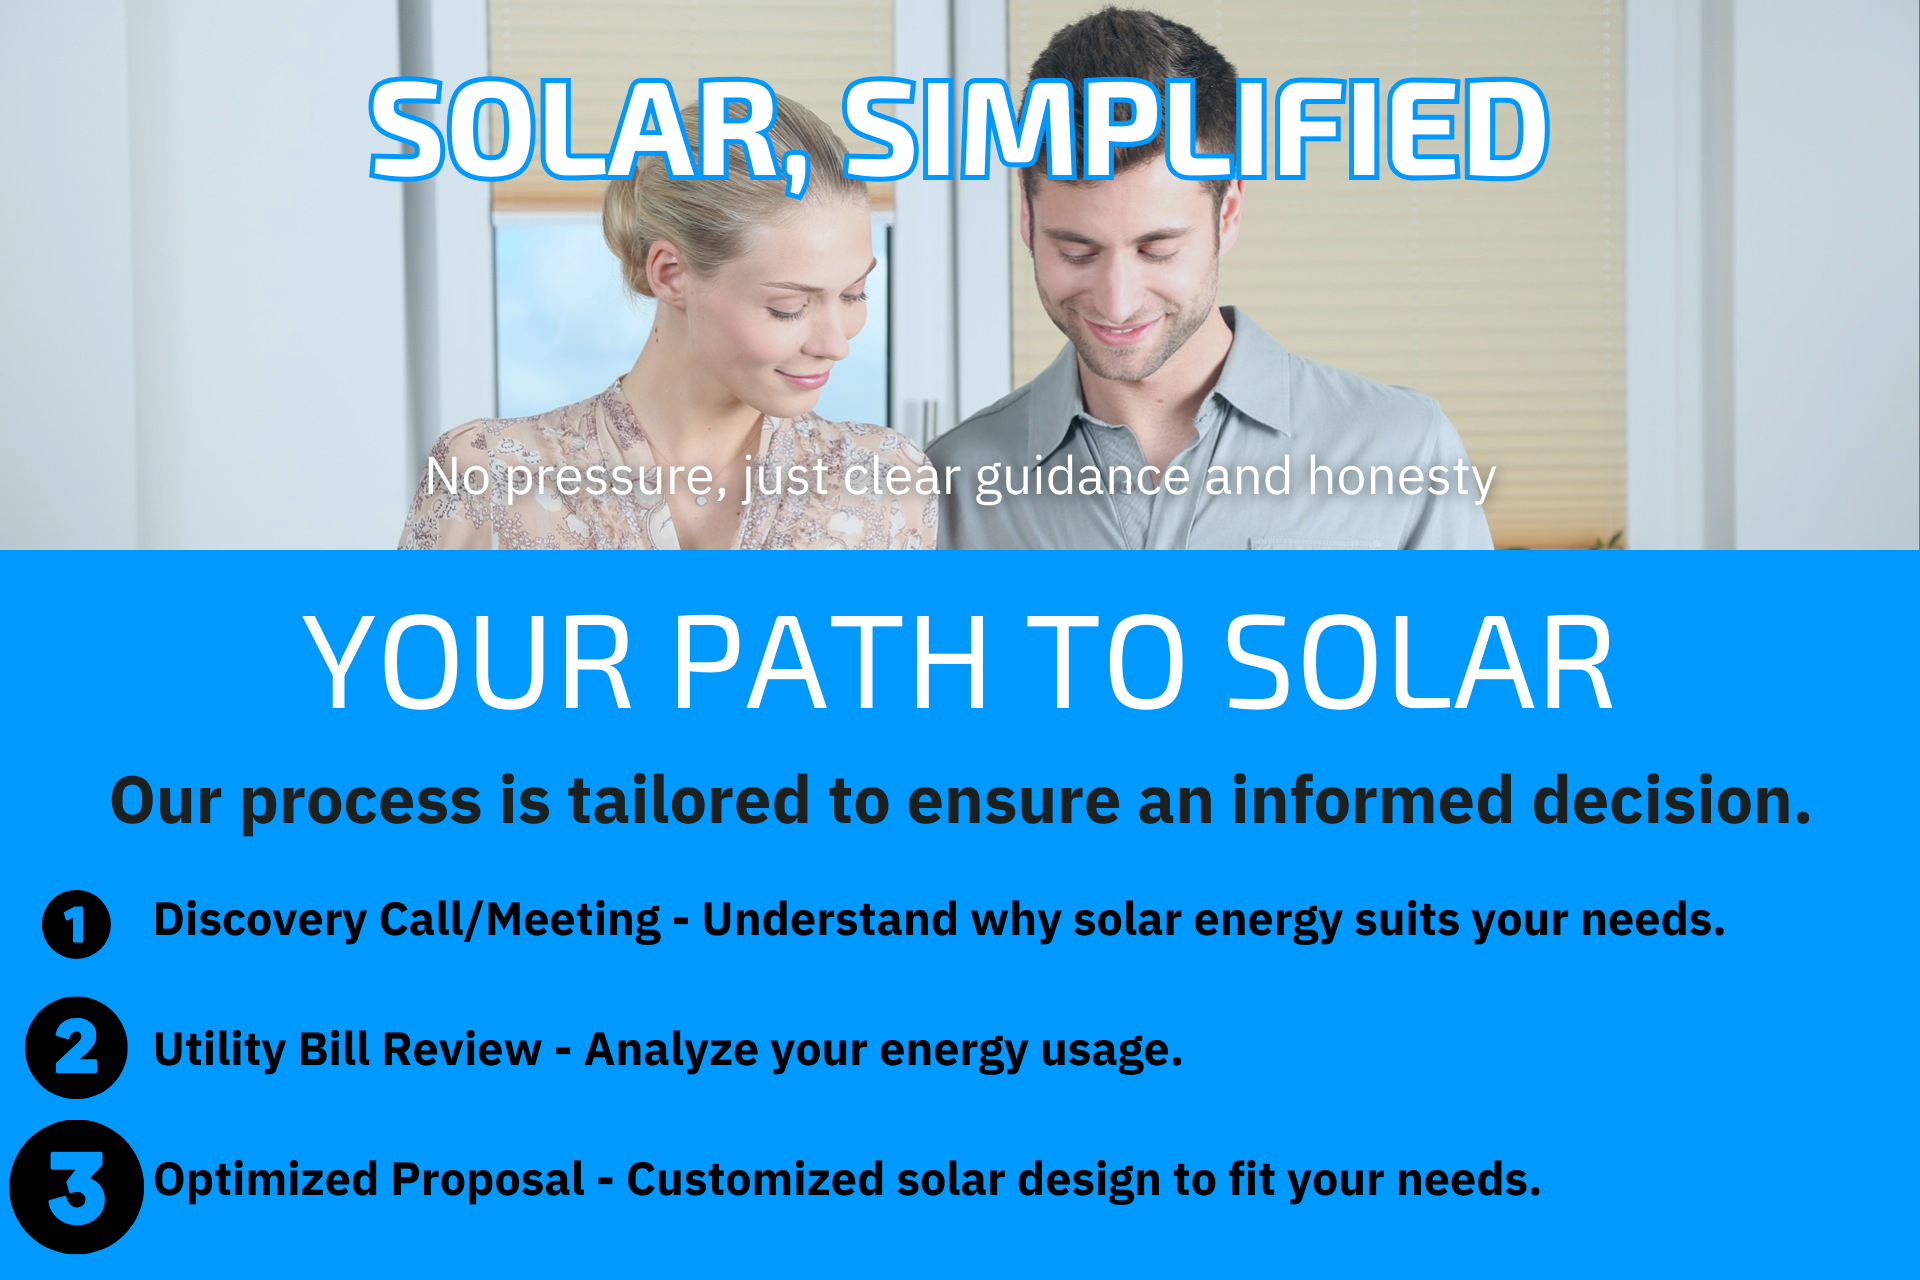 SOLAR, SIMPLIFIED
No pressure, just clear guidance and honesty
YOUR PATH TO SOLAR
Our process is tailored to ensure an informed decision.
1 Discovery Call/Meeting - Understand why solar energy suits your needs.
2 Utility Bill Review - Analyze your energy usage.
3 Optimized Proposal - Customized solar design to fit your needs.